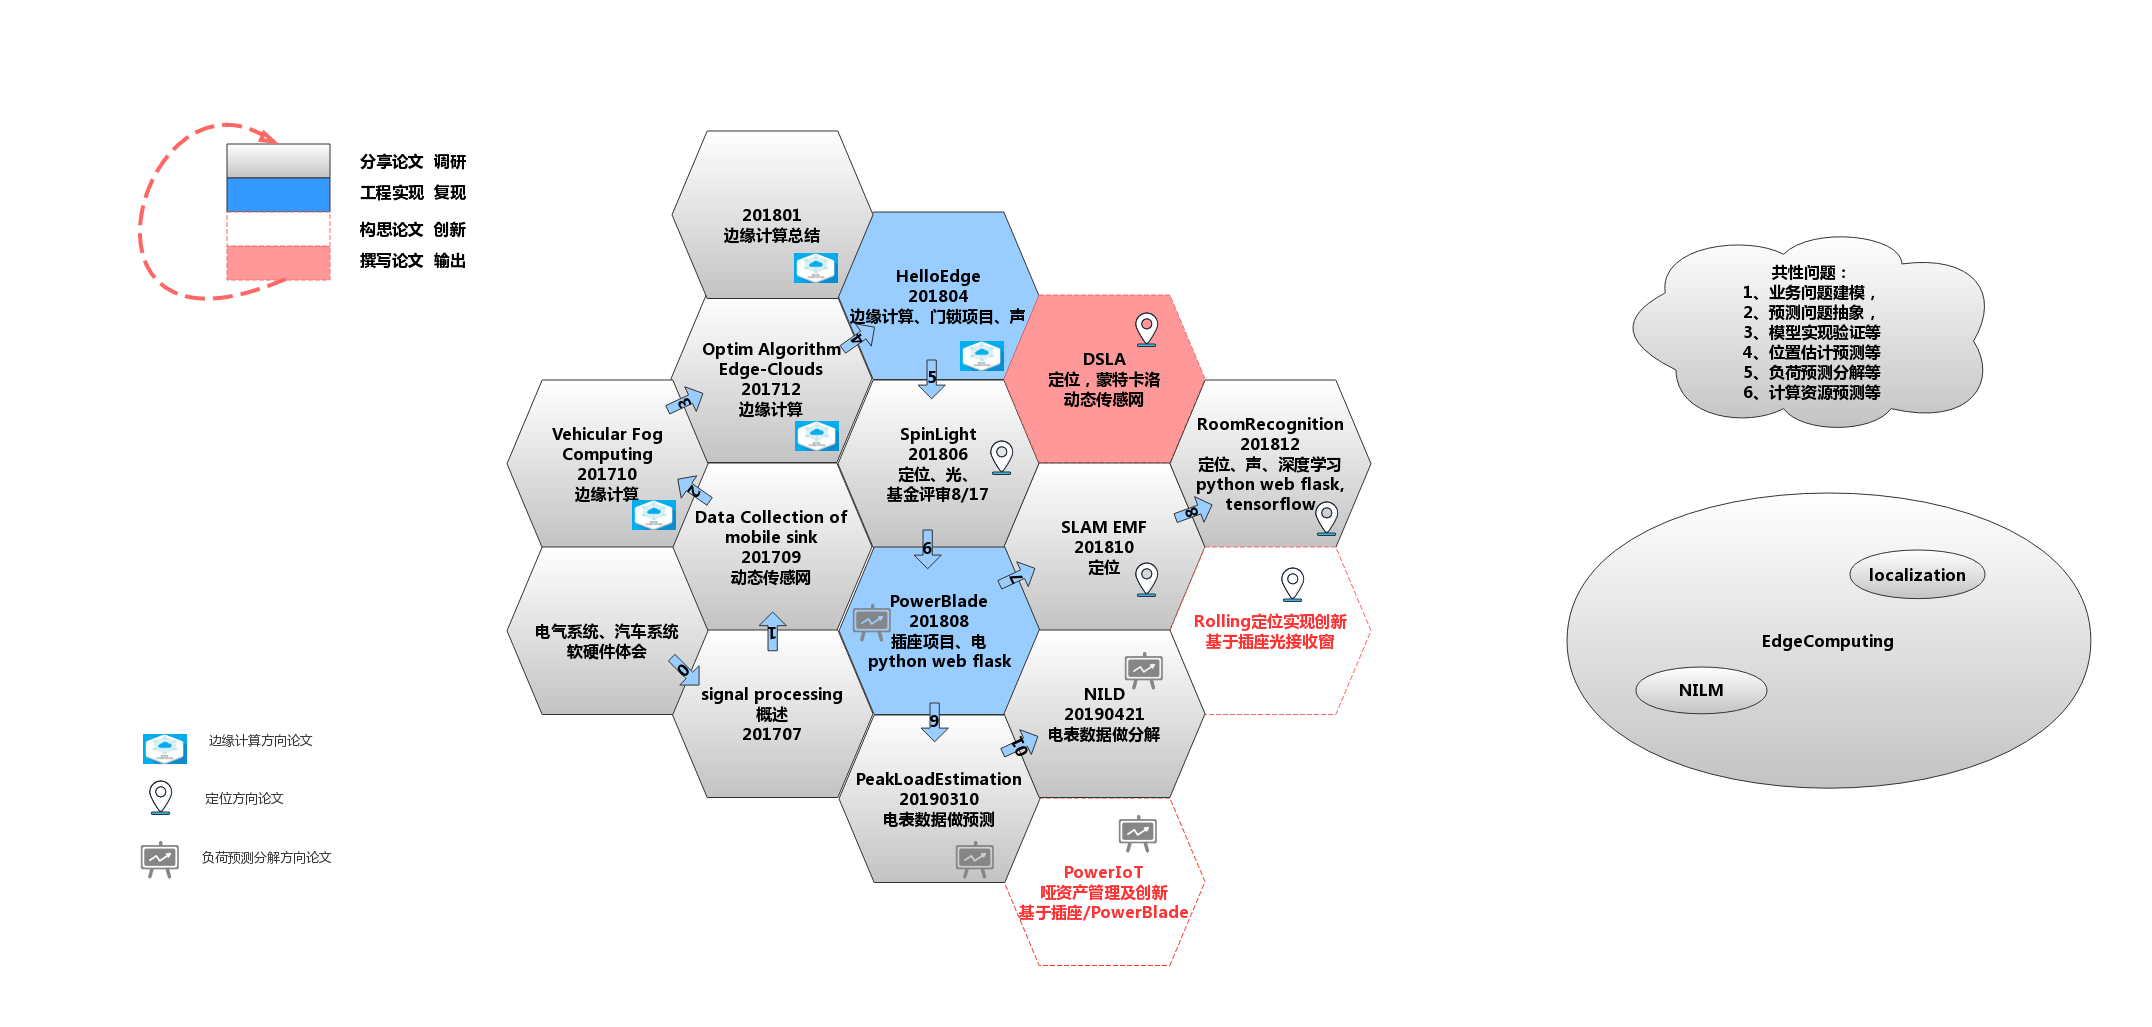 分享论文 调研
工程实现 复现
构思论文 创新
撰写论文 输出
201801
边缘计算总结
HelloEdge
201804
边缘计算、门锁项目、声
4
Optim Algorithm
Edge-Clouds
201712
边缘计算
5
DSLA
定位，蒙特卡洛
动态传感网
3
Vehicular Fog
Computing
201710
边缘计算
2
SpinLight
201806
定位、光、
基金评审8/17
RoomRecognition
201812
定位、声、深度学习
python web flask,
tensorflow
8
Data Collection of
mobile sink
201709
动态传感网
6
SLAM EMF
201810
定位
7
电气系统、汽车系统
软硬件体会
0
1
PowerBlade
201808
插座项目、电
python web flask
Rolling定位实现创新
基于插座光接收窗
signal processing
概述
201707
9
NILD
20190421
电表数据做分解
10
PeakLoadEstimation
20190310
电表数据做预测
PowerIoT
哑资产管理及创新
基于插座/PowerBlade
边缘计算方向论文
定位方向论文
负荷预测分解方向论文
共性问题：
1、业务问题建模，
2、预测问题抽象，
3、模型实现验证等
4、位置估计预测等
5、负荷预测分解等
6、计算资源预测等
localization
EdgeComputing
NILM